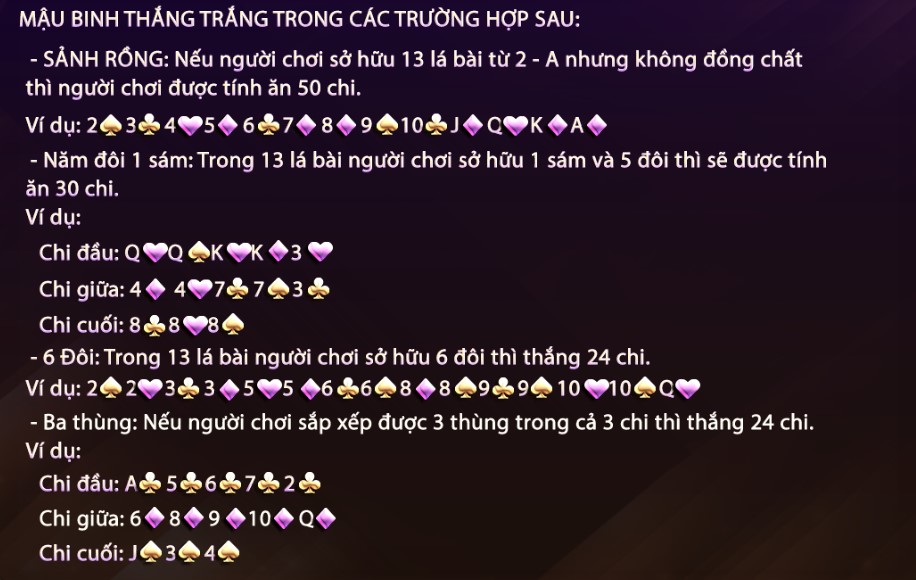 MẬU BINH THẮNG TRẮNG TRONG CÁC TRƯỜNG HỢP SAU:
- SẢNH RỒNG: Nếu người chơi sở hữu 13 lá bài từ 2 - A nhưng không đồng chất
thì người chơi được tính ăn 50 chi.
Ví dụ: 2♠3♣4♥5♦6♣7♦8♦9♠10♣J♦Q♥K♦A♦
- Năm đôi 1 sám: Trong 13 lá bài người chơi sở hữu 1 sám và 5 đôi thì sẽ được tính
ăn 30 chi.
Ví dụ:
Chi đầu: Q♥Q♠K♥K♦3♥
Chi giữa: 4♦ 4♥7♣7♠3♣
Chi cuối: 8♣8♥8♠
- 6 Đôi: Trong 13 lá bài người chơi sở hữu 6 đôi thì thắng 24 chi.
Ví dụ: 2♠2♥3♣3♦5♥5♦6♣6♠8♦8♠9♣9♠10♥10♠Q♥
- Ba thùng: Nếu người chơi sắp xếp được 3 thùng trong cả 3 chi thì thắng 24 chi.
Ví dụ:
Chi đầu: A♣5♣6♣7♣2♣
Chi giữa: 6♦8♦9♦10♦Q♦
Chi cuối: J♠3♠4♠